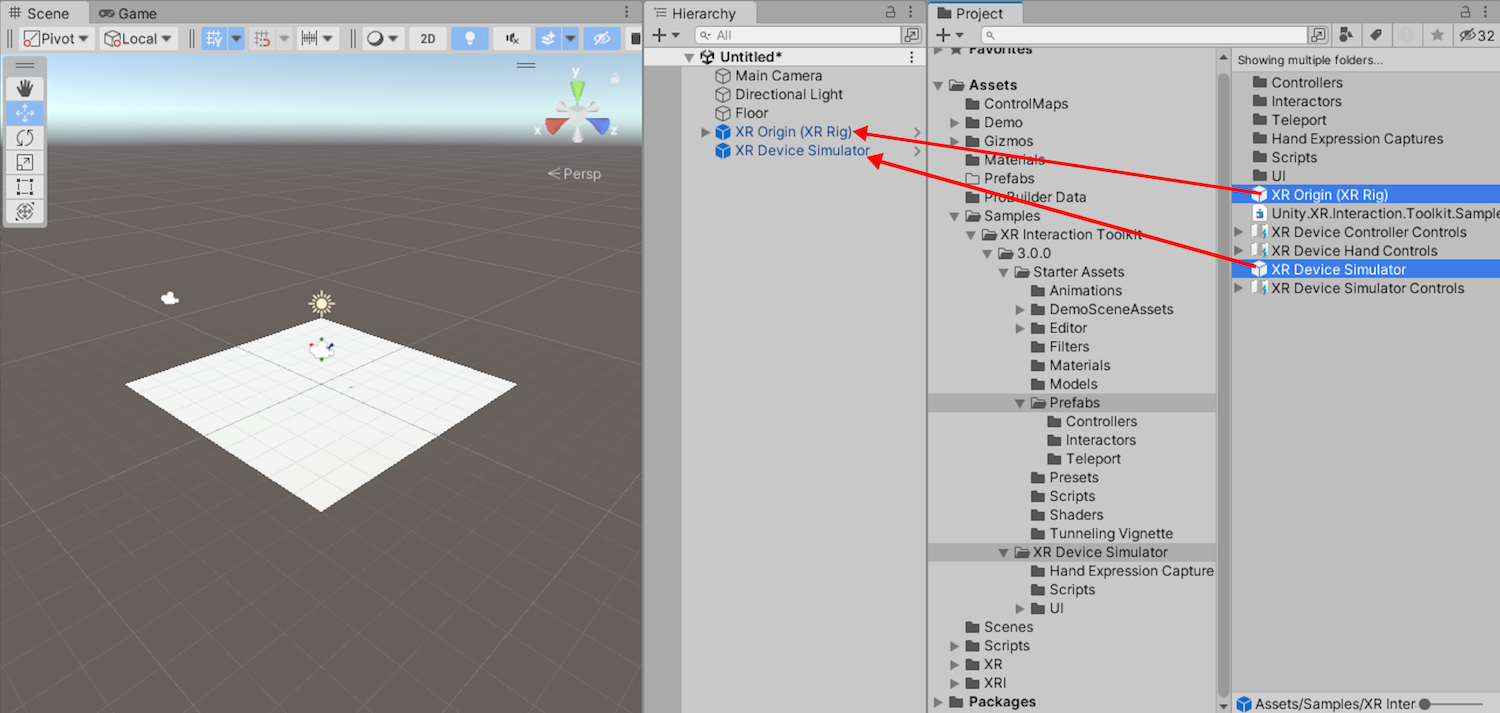 Scene
Game
Pivot
Local
2D
y
x
z
Persp
Hierarchy
All
Untitled*
Main Camera
Directional Light
Floor
XR Origin (XR Rig)
XR Device Simulator
Project
32
Favorites
Assets
ControlMaps
Demo
Gizmos
Materials
Prefabs
ProBuilder Data
Samples
XR Interaction Toolkit
3.0.0
Starter Assets
Animations
DemoSceneAssets
Editor
Filters
Materials
Models
Prefabs
Controllers
Interactors
Teleport
Presets
Scripts
Shaders
Tunneling Vignette
XR Device Simulator
Hand Expression Capture
Scripts
UI
Scenes
Scripts
XR
XRI
Packages
Showing multiple folders...
Controllers
Interactors
Teleport
Hand Expression Captures
Scripts
UI
XR Origin (XR Rig)
Unity.XR.Interaction.Toolkit.Sample
XR Device Controller Controls
XR Device Hand Controls
XR Device Simulator
XR Device Simulator Controls
Assets/Samples/XR Inter